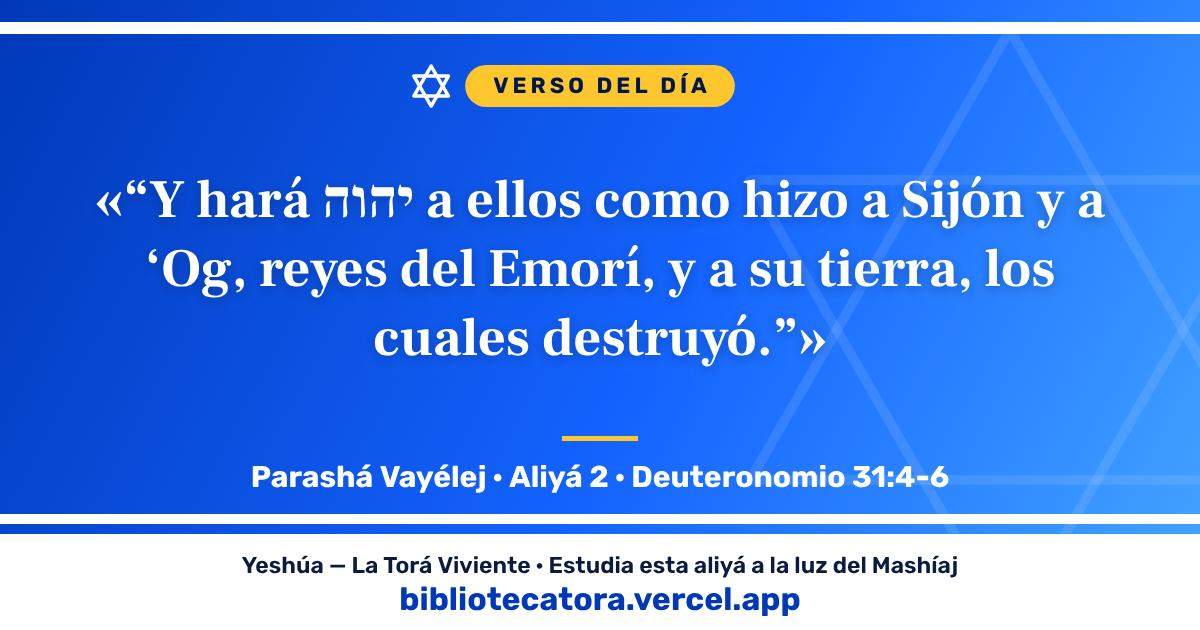 VERSO DEL DÍA
«“Y hará יהוה a ellos como hizo a Sijón y a
‘Og, reyes del Emorí, y a su tierra, los
cuales destruyó.”»
Parashá Vayélej • Aliyá 2 • Deuteronomio 31:4-6
Yeshúa — La Torá Viviente • Estudia esta aliyá a la luz del Mashíaj
bibliotecatora.vercel.app